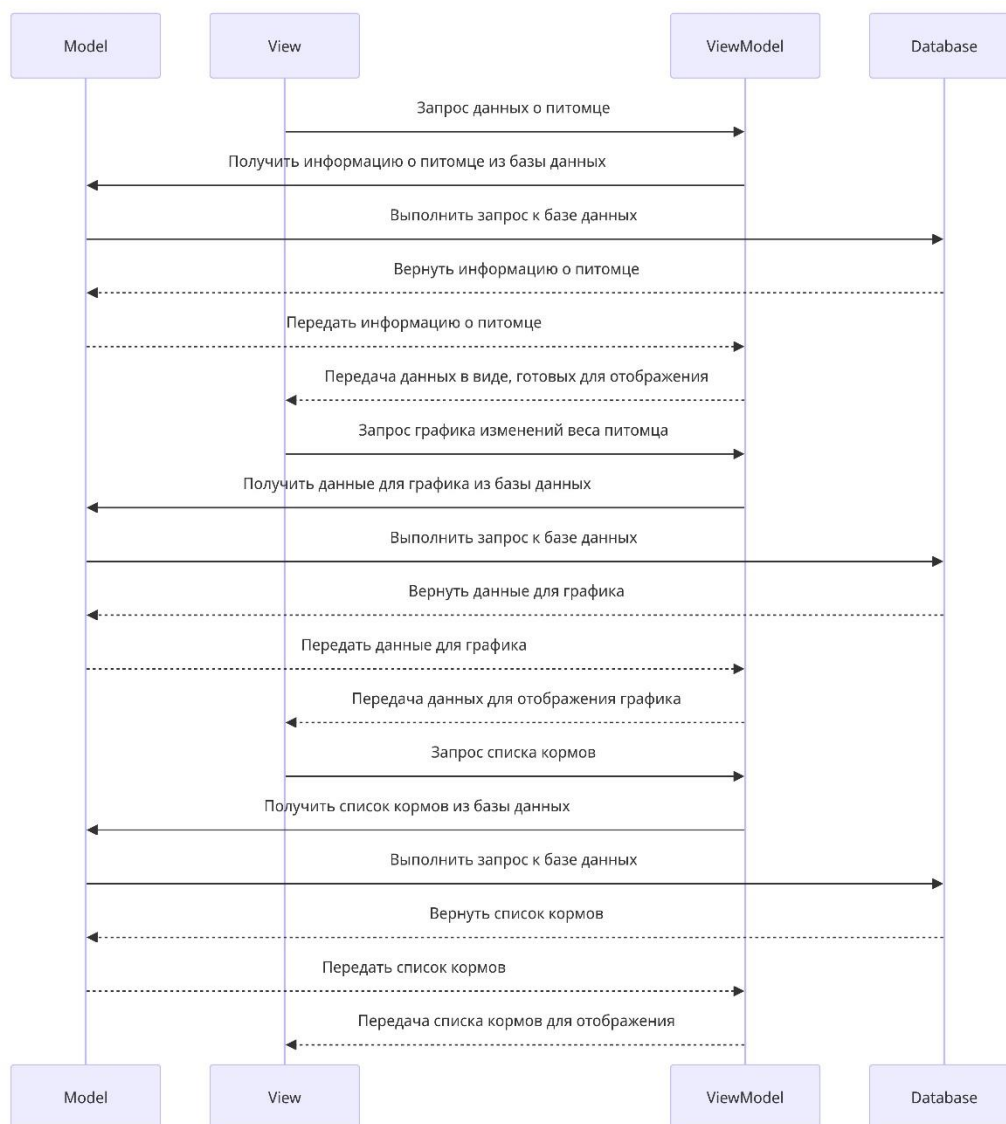 Model View ViewModel Database
Запрос данных о питомце
Получить информацию о питомце из базы данных
Выполнить запрос к базе данных
Вернуть информацию о питомце
Передать информацию о питомце
Передача данных в виде, готовых для отображения
Запрос графика изменений веса питомца
Получить данные для графика из базы данных
Выполнить запрос к базе данных
Вернуть данные для графика
Передать данные для графика
Передача данных для отображения графика
Запрос списка кормов
Получить список кормов из базы данных
Выполнить запрос к базе данных
Вернуть список кормов
Передать список кормов
Передача списка кормов для отображения
Model View ViewModel Database